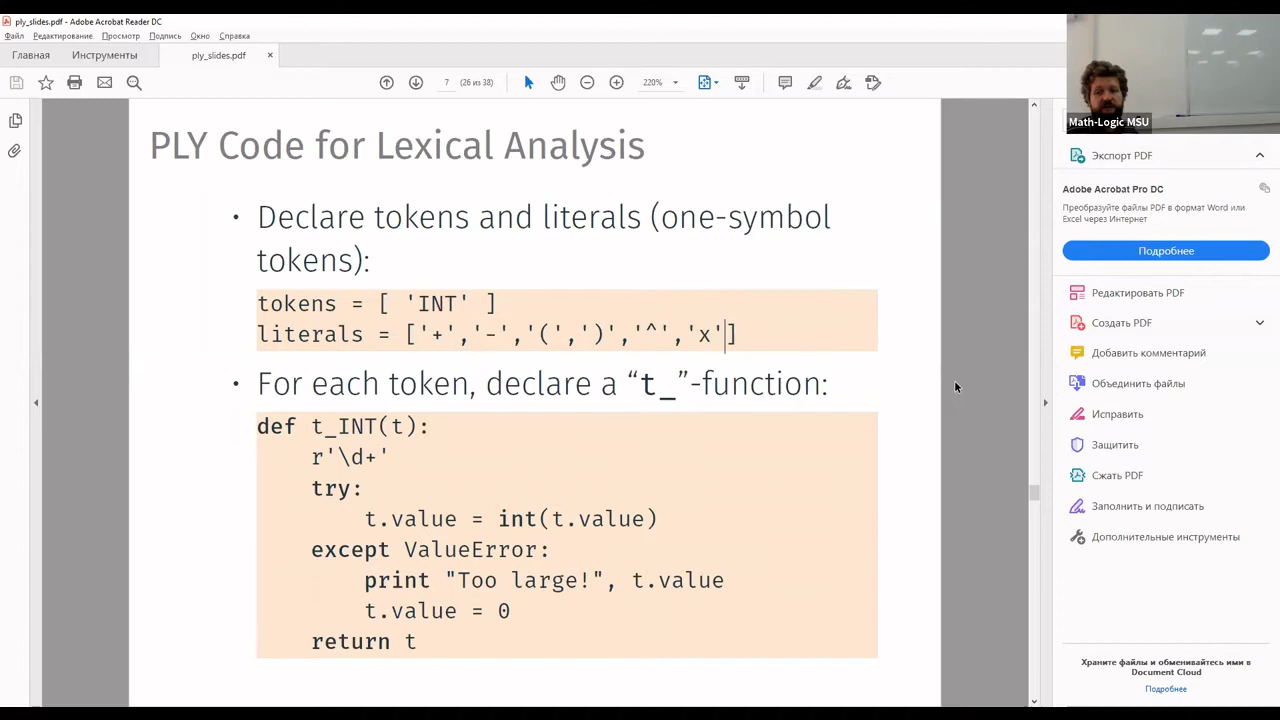 ply_slides.pdf - Adobe Acrobat Reader DC
Файл Редактирование Просмотр Подпись Окно Справка
Главная Инструменты ply_slides.pdf ×
7 (26 из 38) 220%
PLY Code for Lexical Analysis
• Declare tokens and literals (one-symbol
tokens):
tokens = [ 'INT' ]
literals = ['+','-','(',')','^','x']
• For each token, declare a “t_”-function:
def t_INT(t):
r'\d+'
try:
t.value = int(t.value)
except ValueError:
print "Too large!", t.value
t.value = 0
return t
Math-Logic MSU
Экспорт PDF
Adobe Acrobat Pro DC
Преобразуйте файлы PDF в формат Word или
Excel через Интернет
Подробнее
Редактировать PDF
Создать PDF
Добавить комментарий
Объединить файлы
Исправить
Защитить
Сжать PDF
Заполнить и подписать
Дополнительные инструменты
Храните файлы и обменивайтесь ими в
Document Cloud
Подробнее